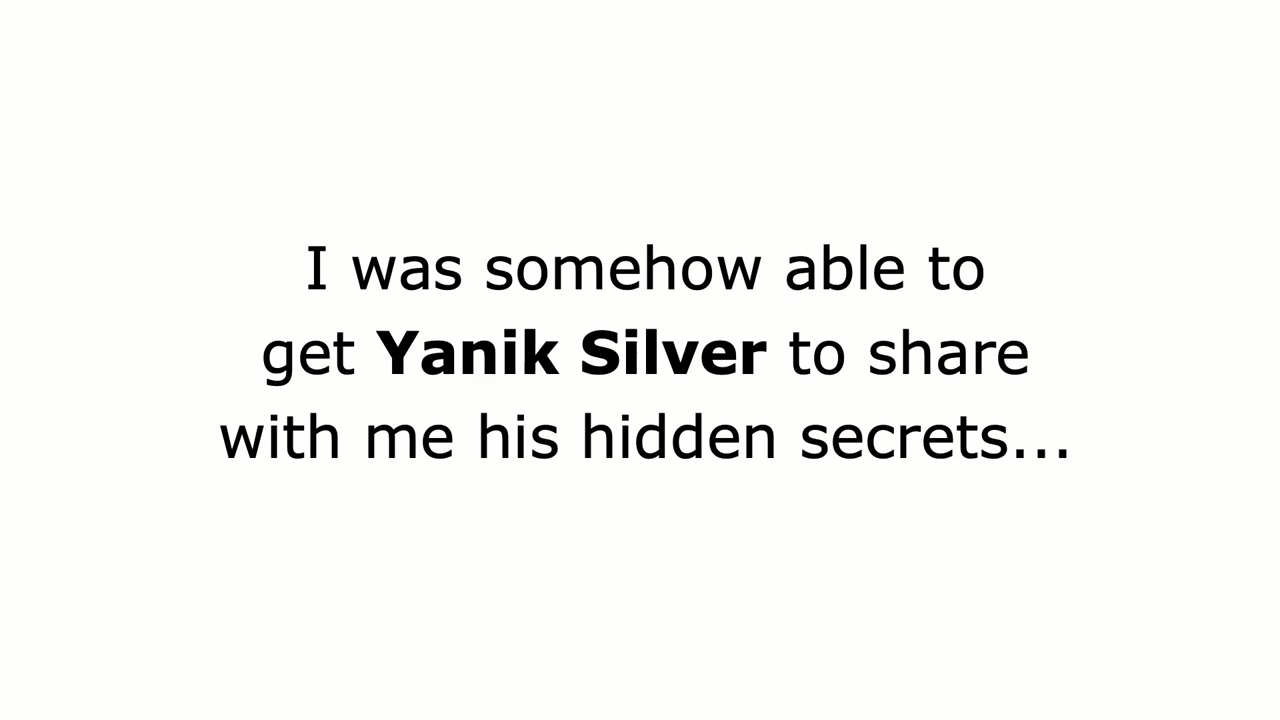 I was somehow able to
get Yanik Silver to share
with me his hidden secrets...